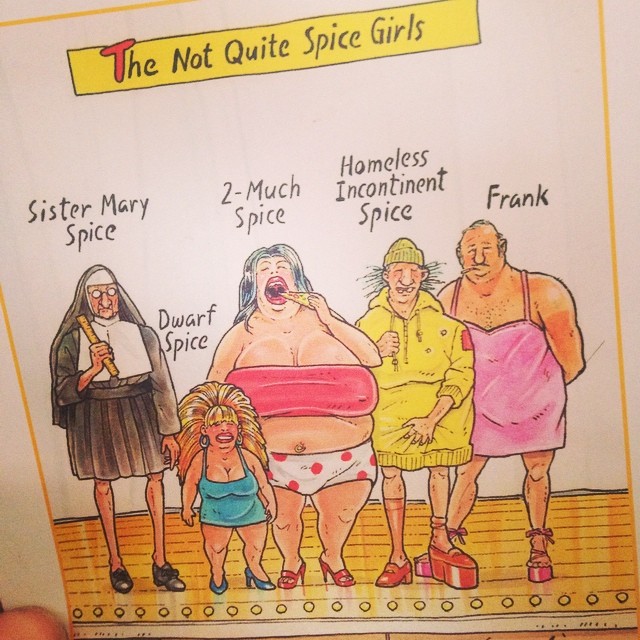 The Not Quite Spice Girls
Sister Mary
Spice
Dwarf
Spice
2-Much
Spice
Homeless
Incontinent
Spice
Frank